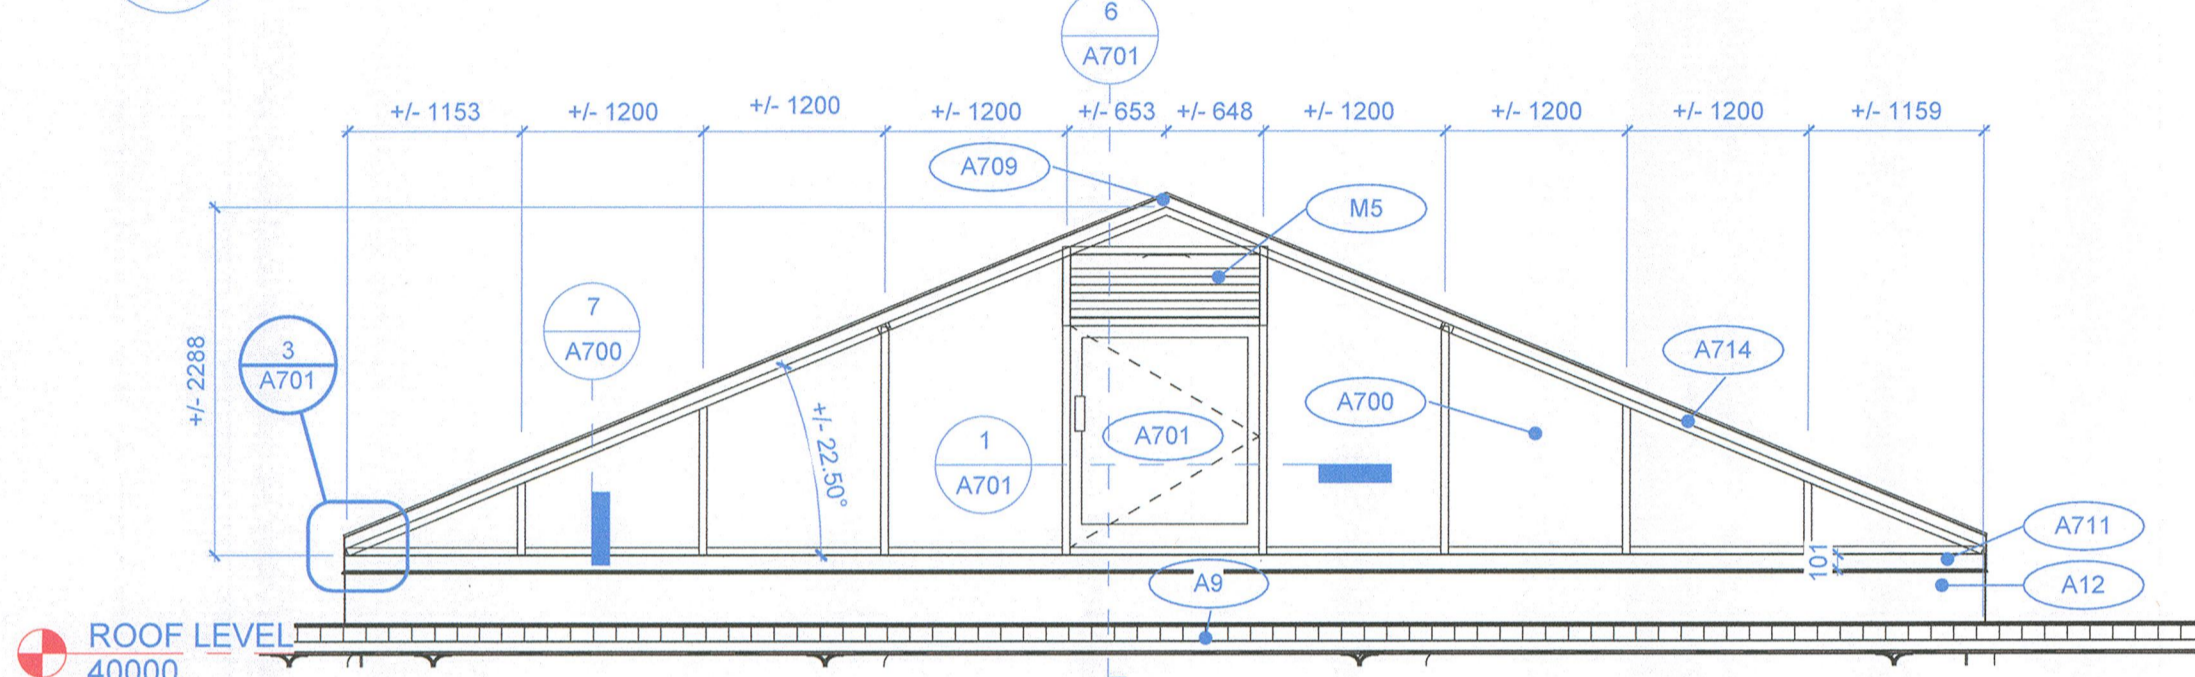 6
A701
+/- 1153
+/- 1200
+/- 1200
+/- 1200
+/- 653
+/- 648
+/- 1200
+/- 1200
+/- 1200
+/- 1159
A709
M5
7
A700
3
A701
+/- 2288
A714
+/- 22.50°
A700
1
A701
A701
A711
101
A9
A12
ROOF LEVEL
40000